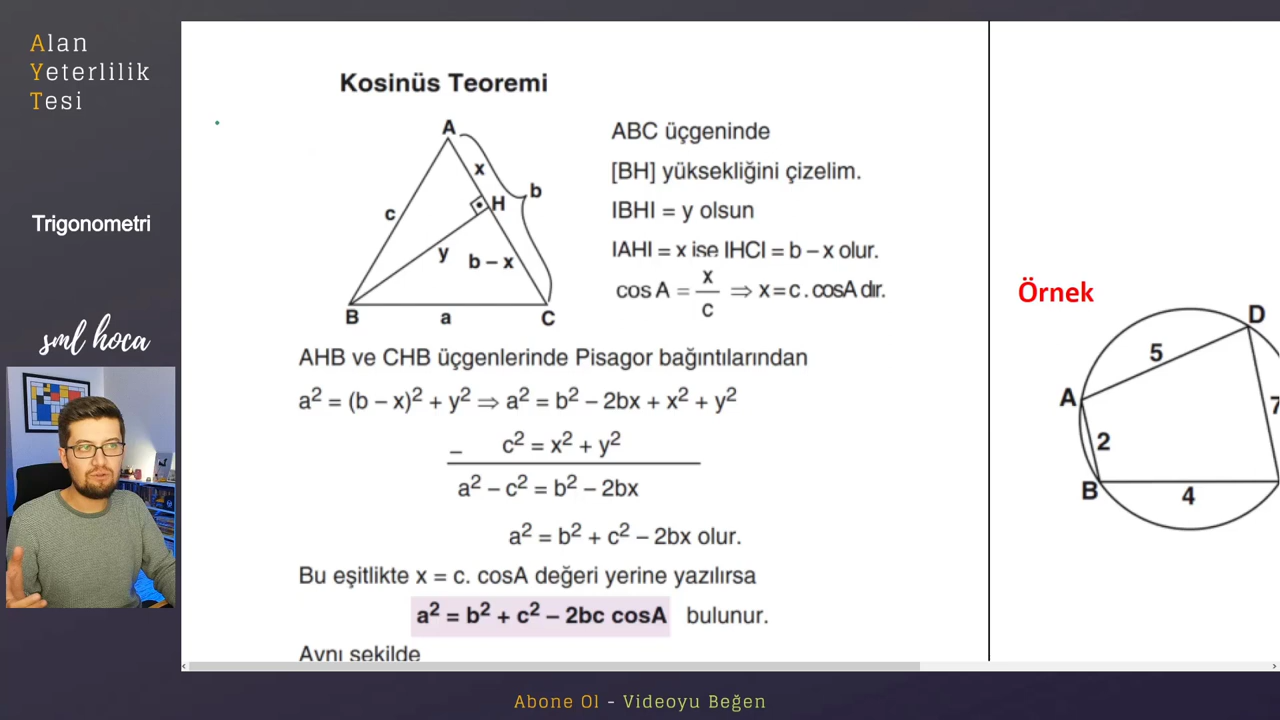 Alan
Yeterlilik
Tesi
Trigonometri
sml hoca
Kosinüs Teoremi
A
x
H
b
c
y
b – x
B
a
C
ABC üçgeninde
[BH] yüksekliğini çizelim.
IBHI = y olsun
IAHI = x ise IHCI = b – x olur.
cos A = x/c ⇒ x = c . cosA dır.
AHB ve CHB üçgenlerinde Pisagor bağıntılarından
a² = (b – x)² + y² ⇒ a² = b² – 2bx + x² + y²
– c² = x² + y²
a² – c² = b² – 2bx
a² = b² + c² – 2bx olur.
Bu eşitlikte x = c. cosA değeri yerine yazılırsa
a² = b² + c² – 2bc cosA bulunur.
Aynı şekilde
Örnek
D
5
A
7
2
B
4
Abone Ol - Videoyu Beğen